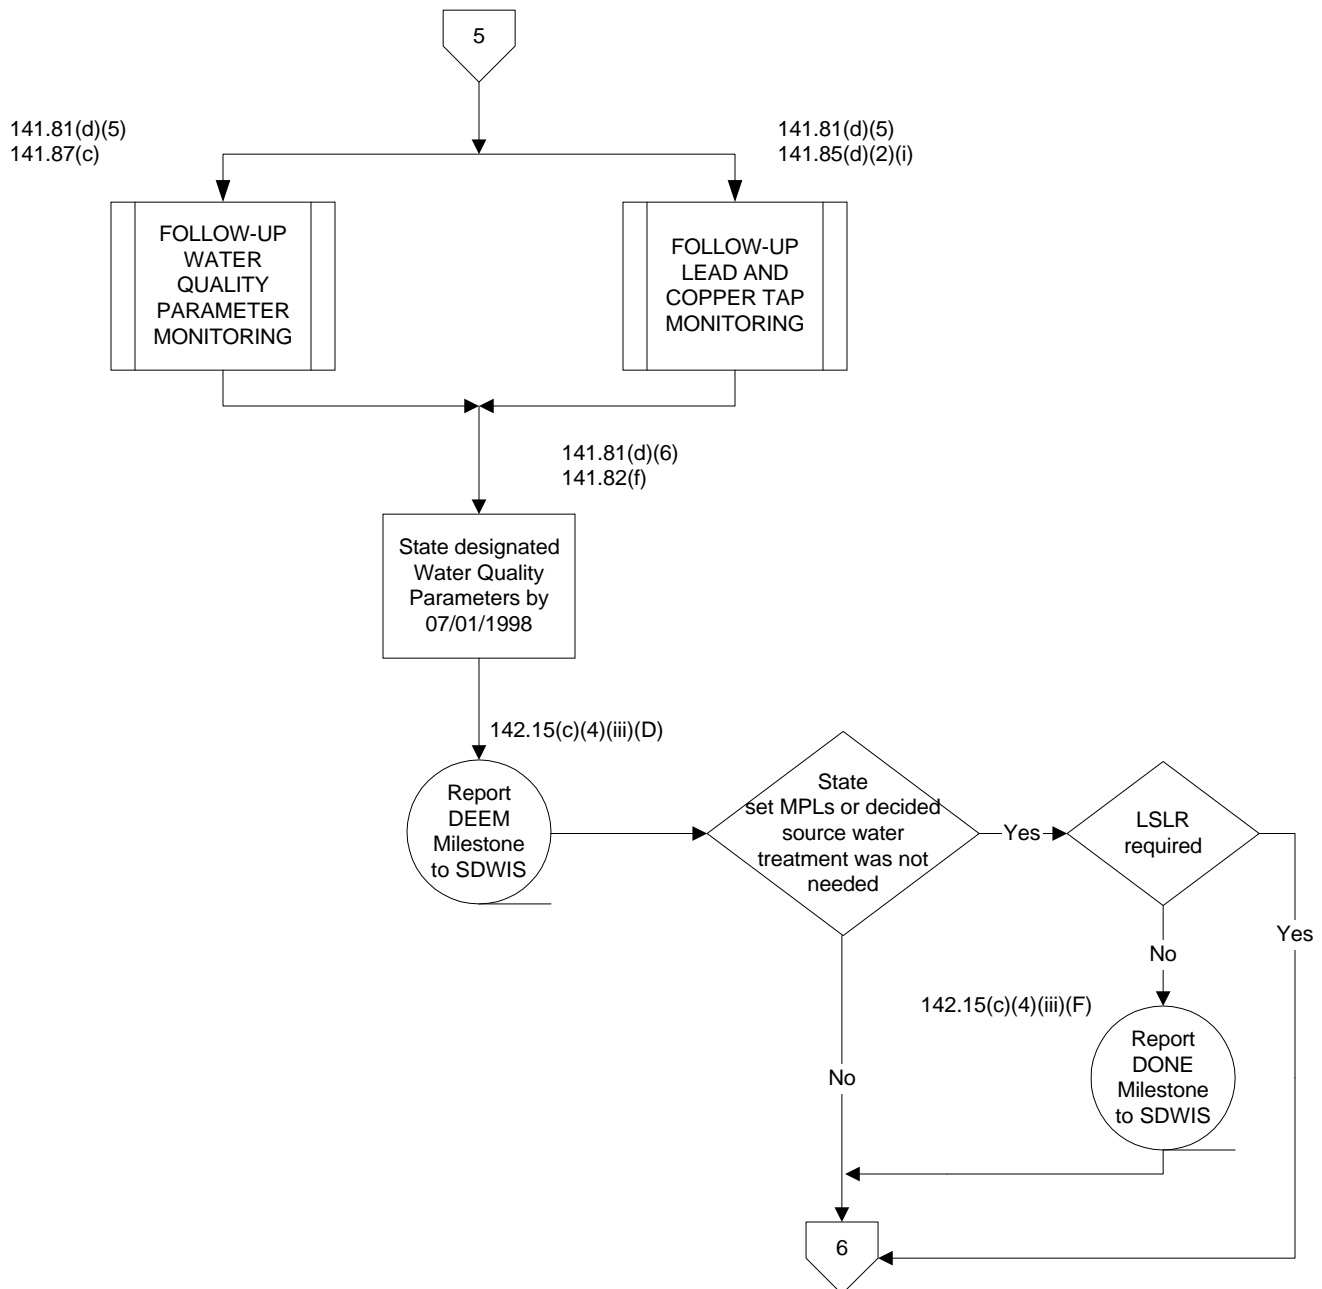 5
141.81(d)(5)
141.87(c)
141.81(d)(5)
141.85(d)(2)(i)
FOLLOW-UP
WATER
QUALITY
PARAMETER
MONITORING
FOLLOW-UP
LEAD AND
COPPER TAP
MONITORING
141.81(d)(6)
141.82(f)
State designated
Water Quality
Parameters by
07/01/1998
142.15(c)(4)(iii)(D)
Report
DEEM
Milestone
to SDWIS
State
set MPLs or decided
source water
treatment was not
needed
Yes
LSLR
required
Yes
No
142.15(c)(4)(iii)(F)
Report
DONE
Milestone
to SDWIS
No
6